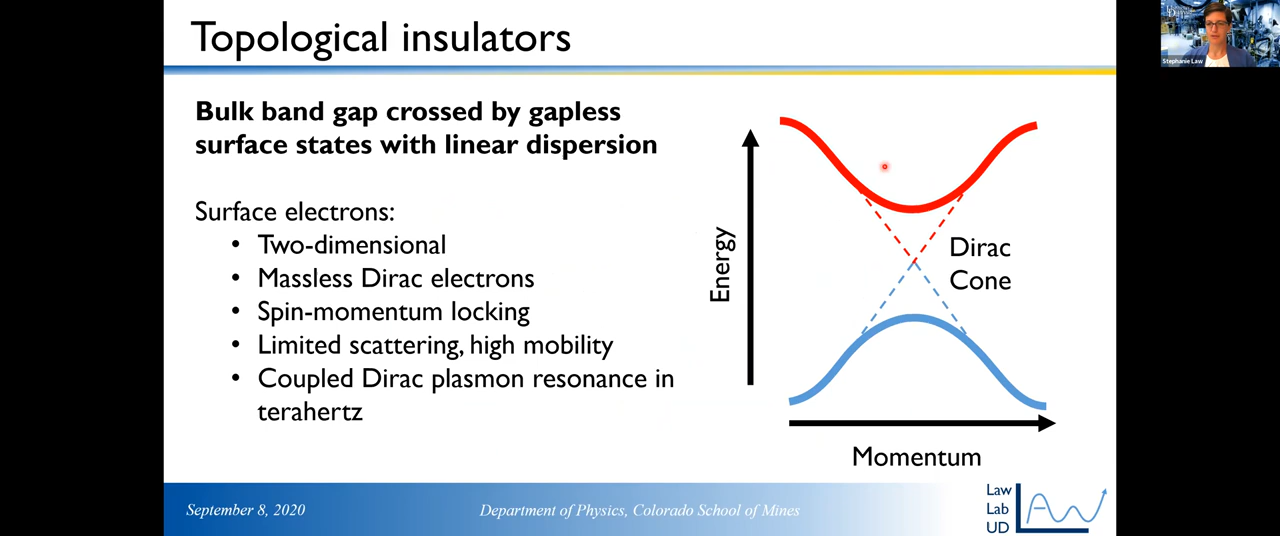 Topological insulators
Stephanie Law
Bulk band gap crossed by gapless
surface states with linear dispersion
Surface electrons:
• Two-dimensional
• Massless Dirac electrons
• Spin-momentum locking
• Limited scattering, high mobility
• Coupled Dirac plasmon resonance in
terahertz
Energy
Dirac
Cone
Momentum
September 8, 2020
Department of Physics, Colorado School of Mines
Law
Lab
UD